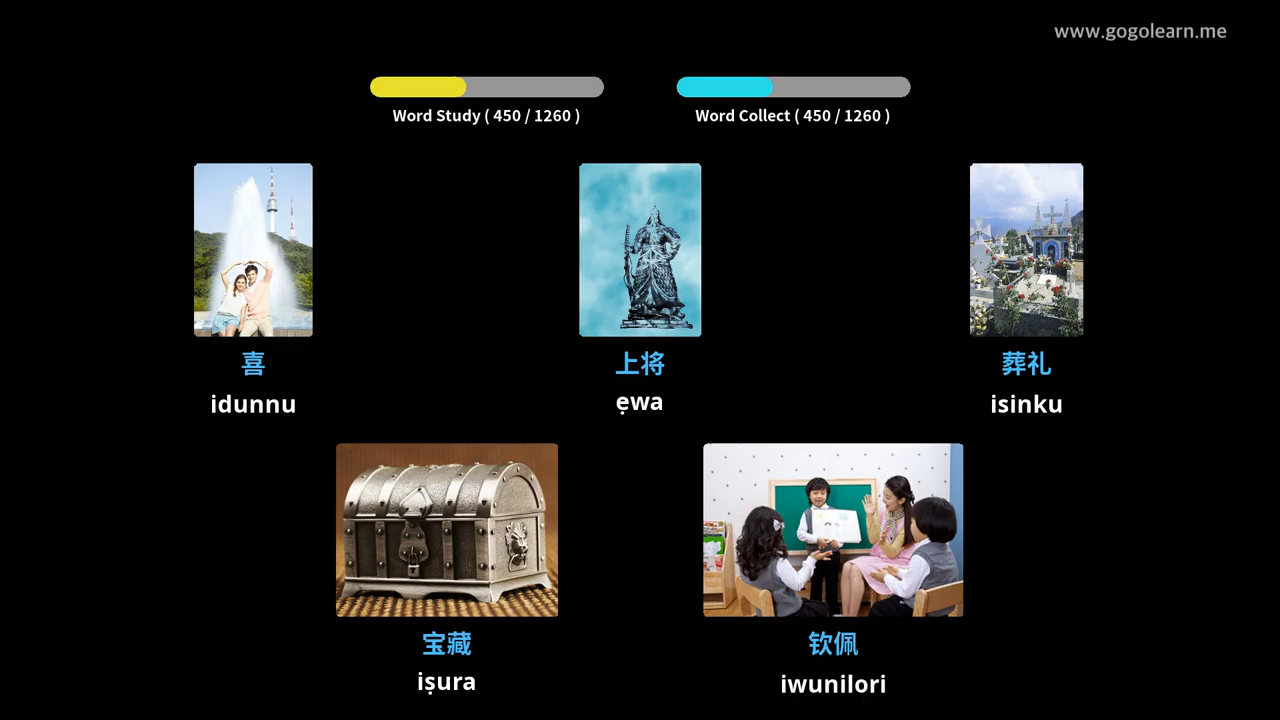 www.gogolearn.me
Word Study ( 450 / 1260 )
Word Collect ( 450 / 1260 )
喜
idunnu
上将
ẹwa
葬礼
isinku
宝藏
iṣura
钦佩
iwunilori